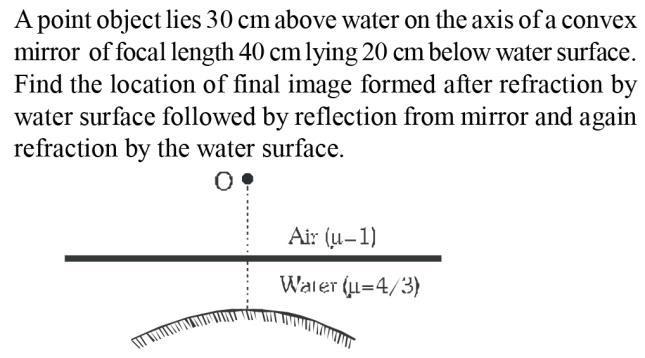 A point object lies 30 cm above water on the axis of a convex
mirror of focal length 40 cm lying 20 cm below water surface.
Find the location of final image formed after refraction by
water surface followed by reflection from mirror and again
refraction by the water surface.
O
Air (μ=1)
Water (μ=4/3)